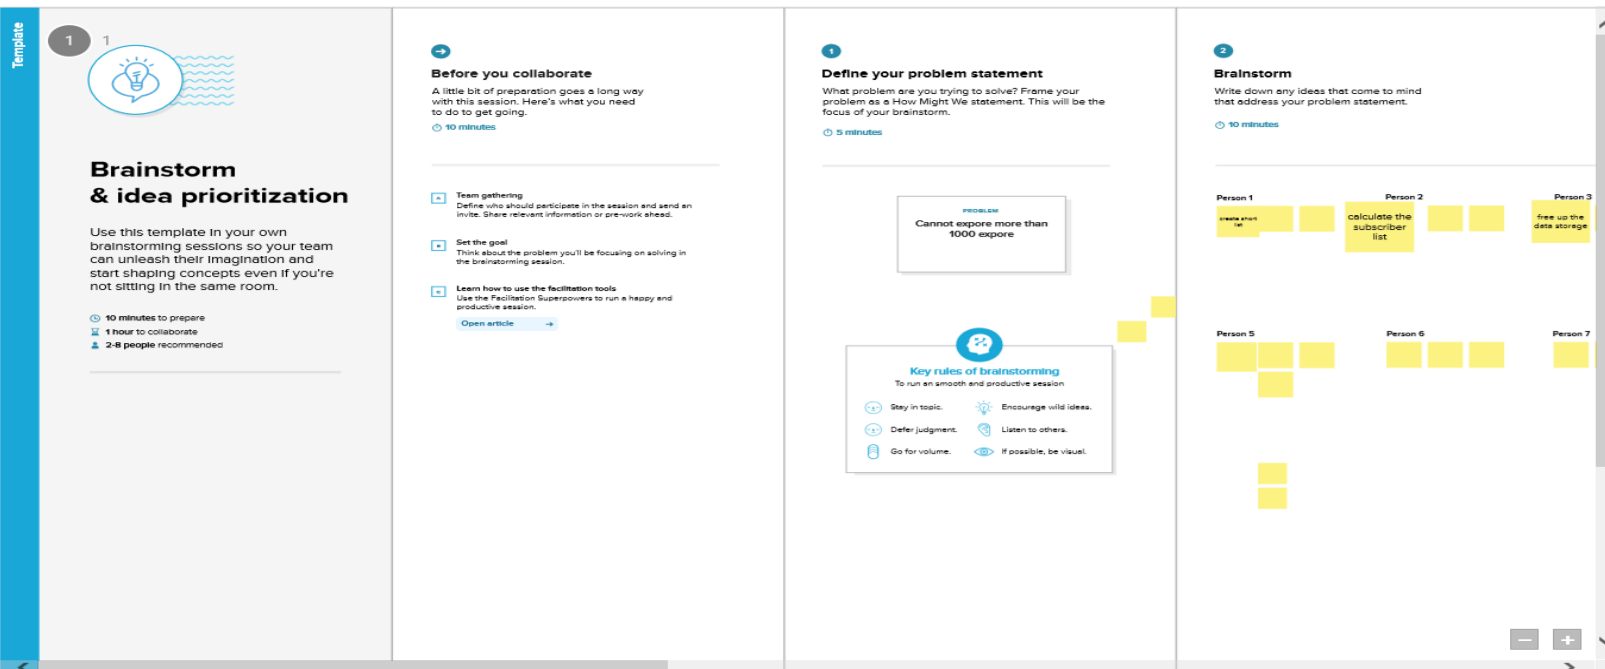 Template
1
1
Brainstorm
& idea prioritization
Use this template in your own
brainstorming sessions so your team
can unleash their imagination and
start shaping concepts even if you're
not sitting in the same room.
10 minutes to prepare
1 hour to collaborate
2-8 people recommended
Before you collaborate
A little bit of preparation goes a long way
with this session. Here's what you need
to do to get going.
10 minutes
A
Team gathering
Define who should participate in the session and send an
invite. Share relevant information or pre-work ahead.
B
Set the goal
Think about the problem you'll be focusing on solving in
the brainstorming session.
C
Learn how to use the facilitation tools
Use the Facilitation Superpowers to run a happy and
productive session.
Open article
1
Define your problem statement
What problem are you trying to solve? Frame your
problem as a How Might We statement. This will be the
focus of your brainstorm.
5 minutes
PROBLEM
Cannot expore more than
1000 expore
Key rules of brainstorming
To run an smooth and productive session
Stay in topic.
Encourage wild ideas.
Defer judgment.
Listen to others.
Go for volume.
If possible, be visual.
2
Brainstorm
Write down any ideas that come to mind
that address your problem statement.
10 minutes
Person 1
create short
list
Person 2
calculate the
subscriber
list
Person 3
free up the
data storage
Person 5
Person 6
Person 7